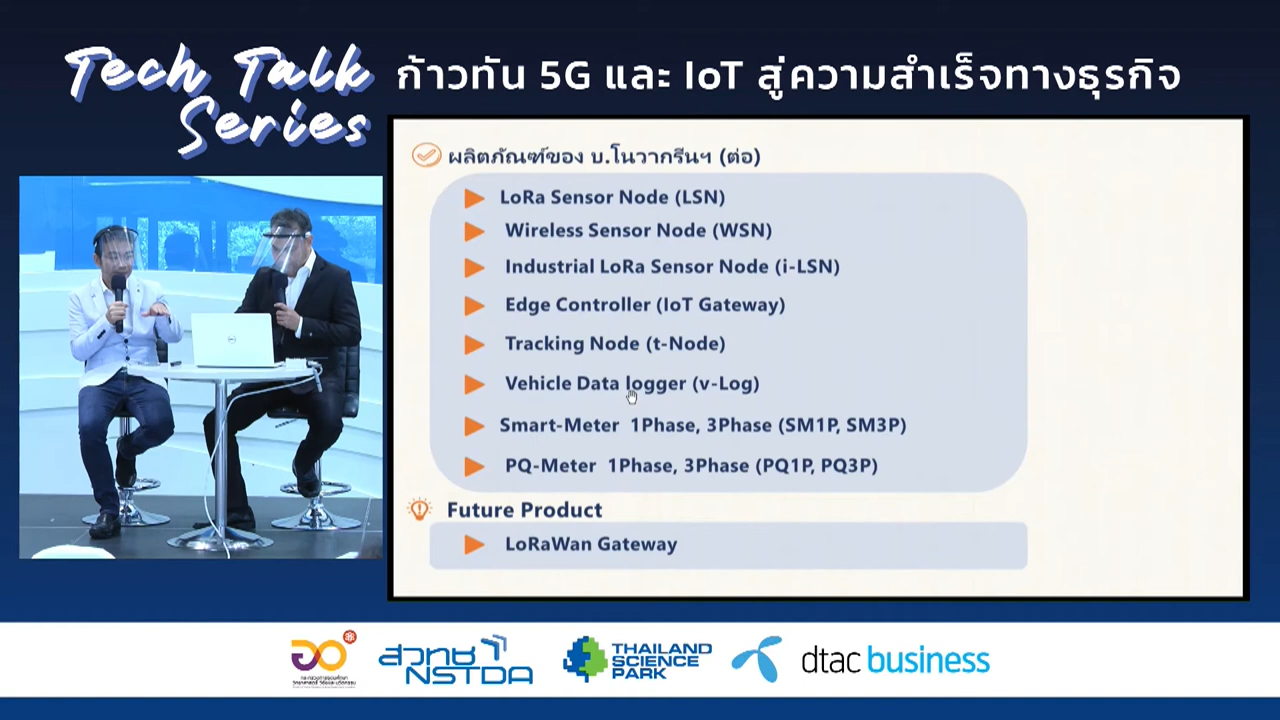 Tech Talk
Series
ก้าวทัน 5G และ IoT สู่ความสำเร็จทางธุรกิจ
ผลิตภัณฑ์ของ บ.โนวากรีนฯ (ต่อ)
LoRa Sensor Node (LSN)
Wireless Sensor Node (WSN)
Industrial LoRa Sensor Node (i-LSN)
Edge Controller (IoT Gateway)
Tracking Node (t-Node)
Vehicle Data logger (v-Log)
Smart-Meter 1Phase, 3Phase (SM1P, SM3P)
PQ-Meter 1Phase, 3Phase (PQ1P, PQ3P)
Future Product
LoRaWan Gateway
สวทช
NSTDA
THAILAND
SCIENCE
PARK
dtac business